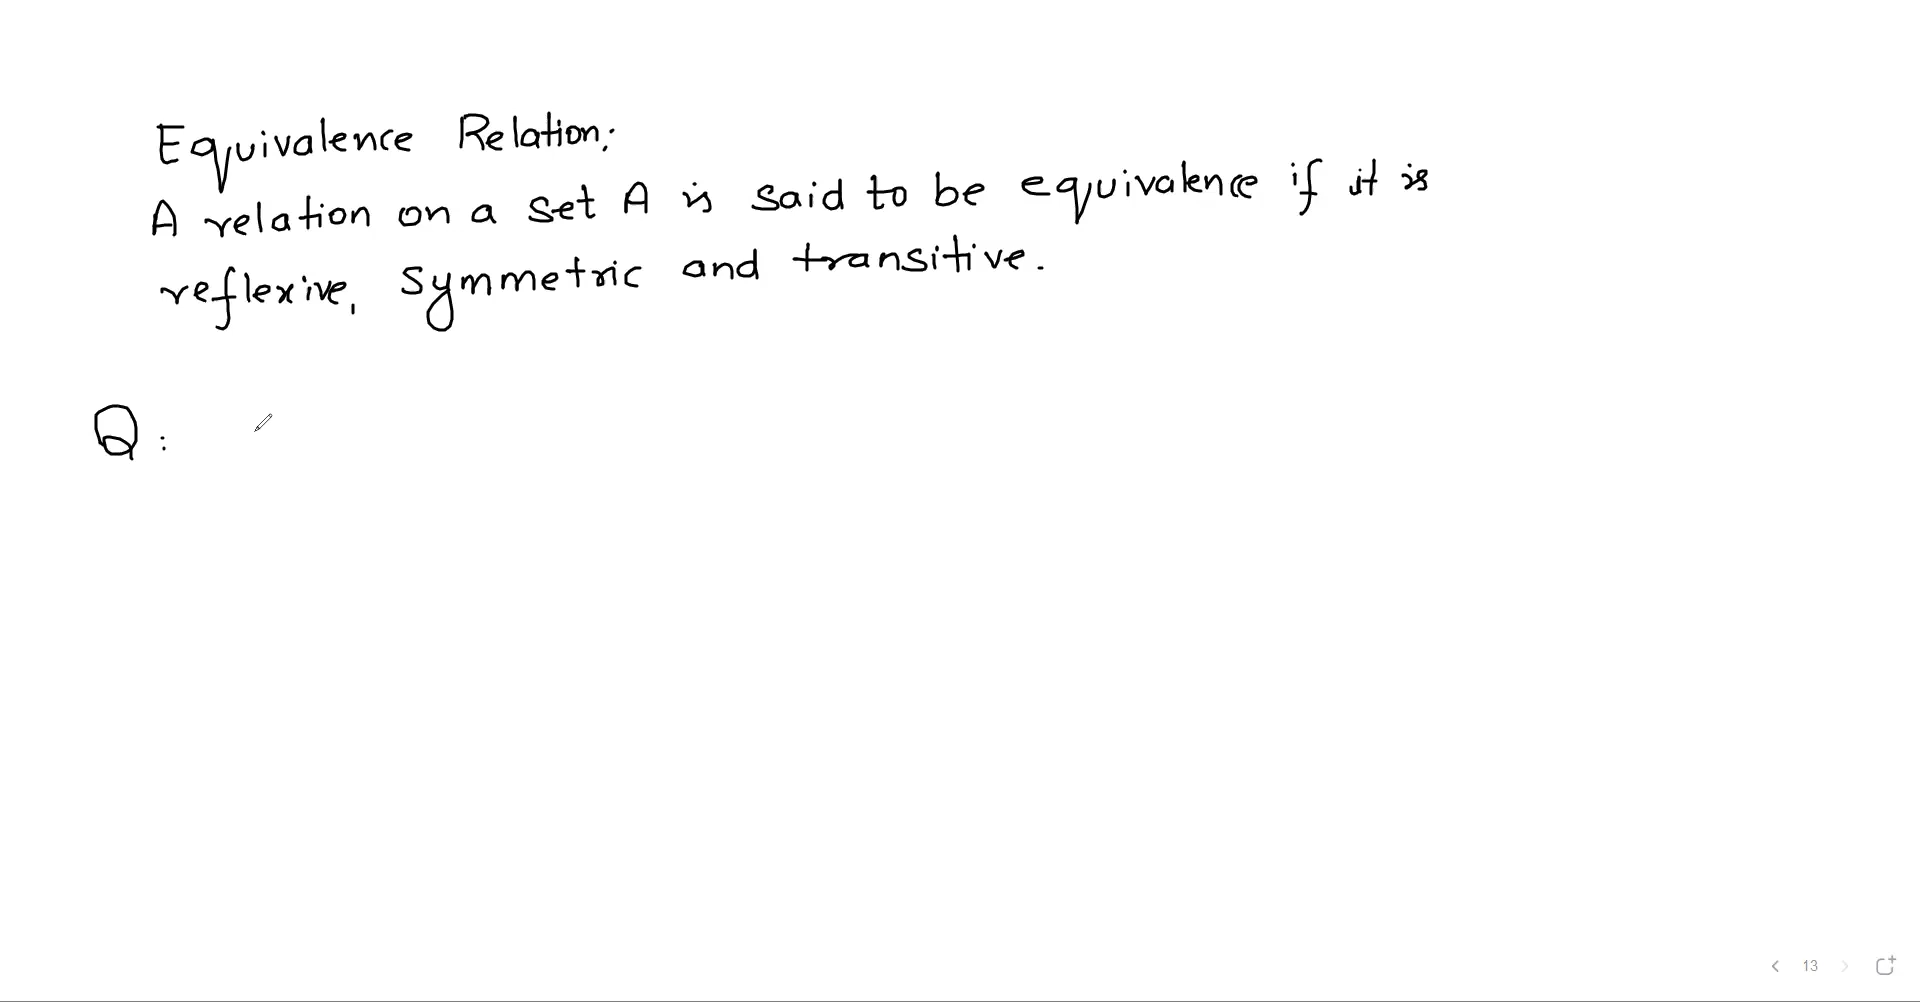 Equivalence Relation:
A relation on a set A is said to be equivalence if it is
reflexive, symmetric and transitive.
Q:
13